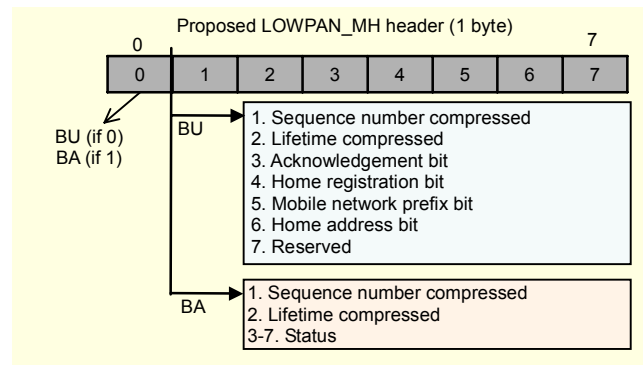 Proposed LOWPAN_MH header (1 byte)
0 7
0 1 2 3 4 5 6 7
BU (if 0)
BA (if 1)
BU
1. Sequence number compressed
2. Lifetime compressed
3. Acknowledgement bit
4. Home registration bit
5. Mobile network prefix bit
6. Home address bit
7. Reserved
BA
1. Sequence number compressed
2. Lifetime compressed
3-7. Status